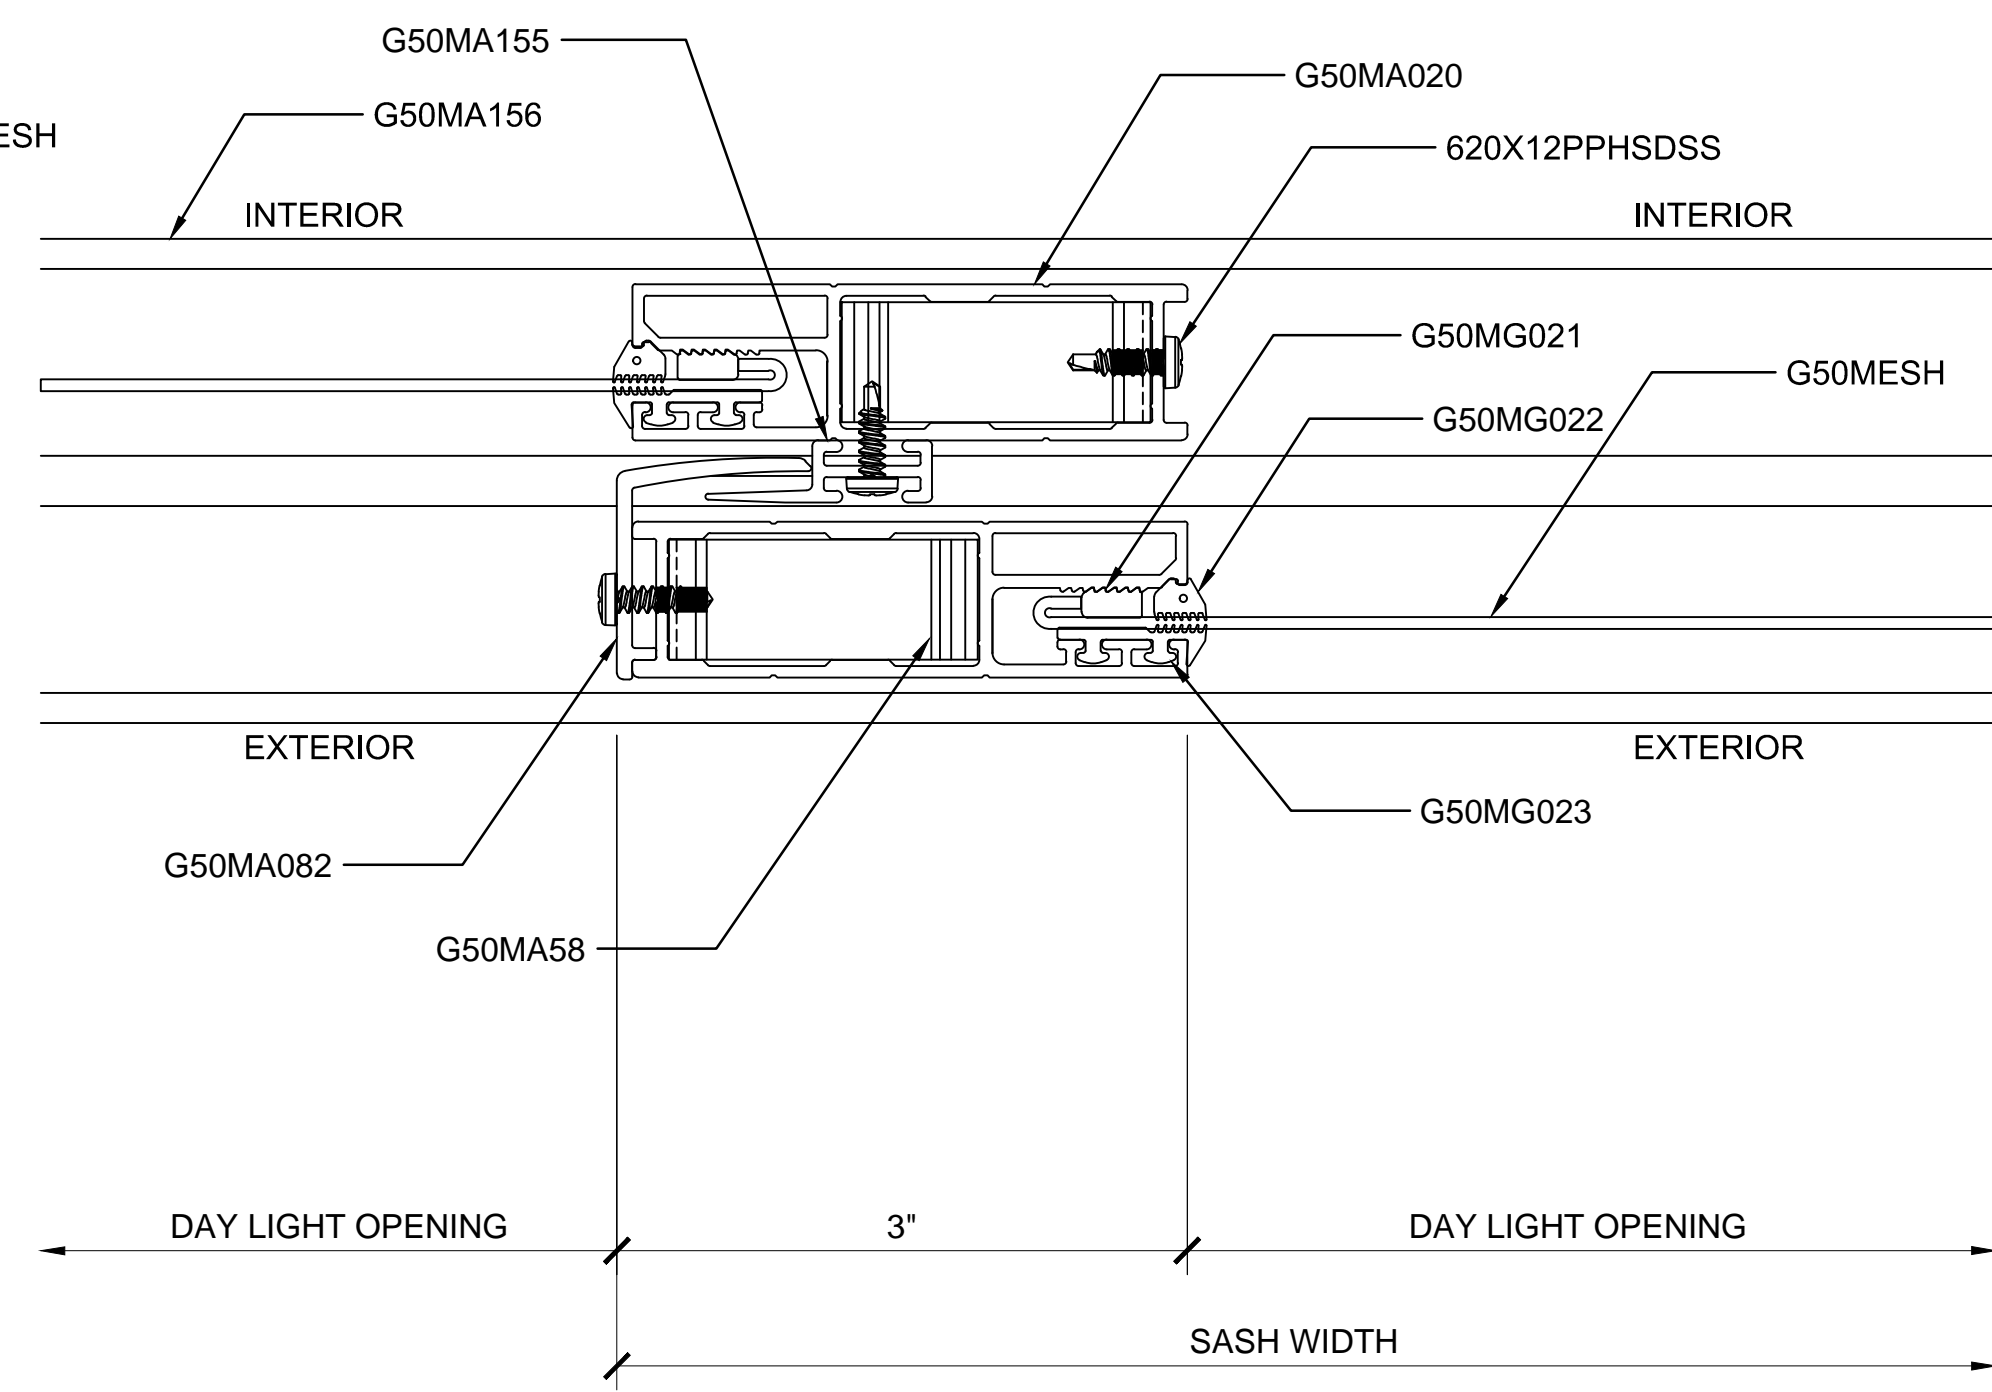 G50MA155
G50MA020
G50MA156
ESH
620X12PPHSDSS
INTERIOR
INTERIOR
G50MG021
G50MESH
G50MG022
EXTERIOR
EXTERIOR
G50MG023
G50MA082
G50MA58
DAY LIGHT OPENING
3"
DAY LIGHT OPENING
SASH WIDTH